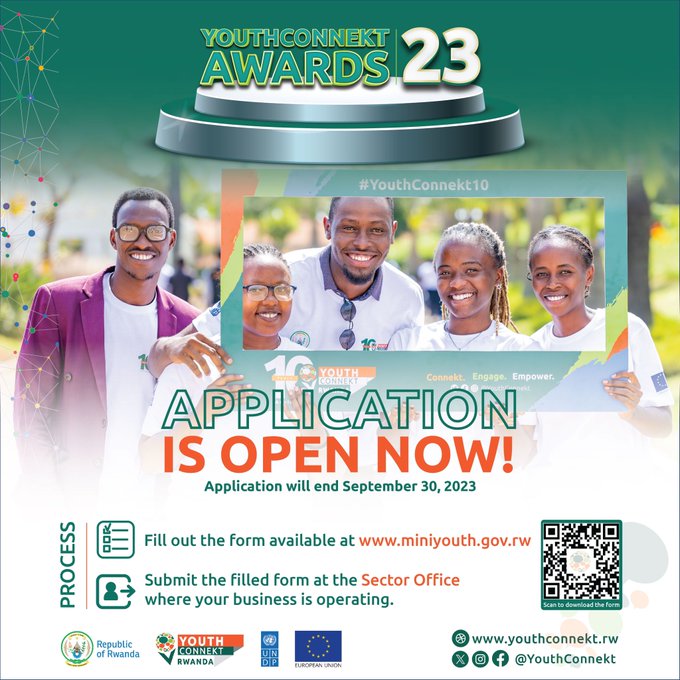 YOUTHCONNEKT
AWARDS 23
#YouthConnekt10
10
YOUTH
CONNEKT
Connekt. Engage. Empower.
@YouthConnekt
APPLICATION
IS OPEN NOW!
Application will end September 30, 2023
PROCESS
Fill out the form available at www.miniyouth.gov.rw
Submit the filled form at the Sector Office
where your business is operating.
Scan to download the form
Republic
of Rwanda
YOUTH
CONNEKT
RWANDA
U N
D P
EUROPEAN UNION
www.youthconnekt.rw
@YouthConnekt